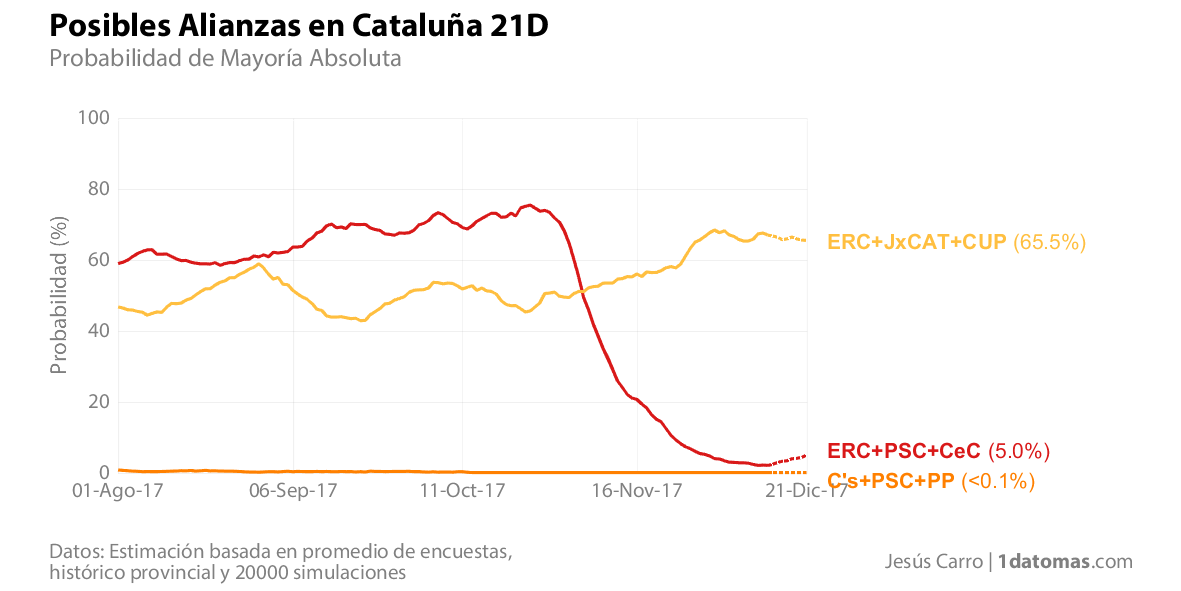 Posibles Alianzas en Cataluña 21D
Probabilidad de Mayoría Absoluta
Probabilidad (%)
100
80
60
40
20
0
01-Ago-17
06-Sep-17
11-Oct-17
16-Nov-17
21-Dic-17
ERC+JxCAT+CUP (65.5%)
ERC+PSC+CeC (5.0%)
C's+PSC+PP (<0.1%)
Datos: Estimación basada en promedio de encuestas,
histórico provincial y 20000 simulaciones
Jesús Carro | 1datomas.com